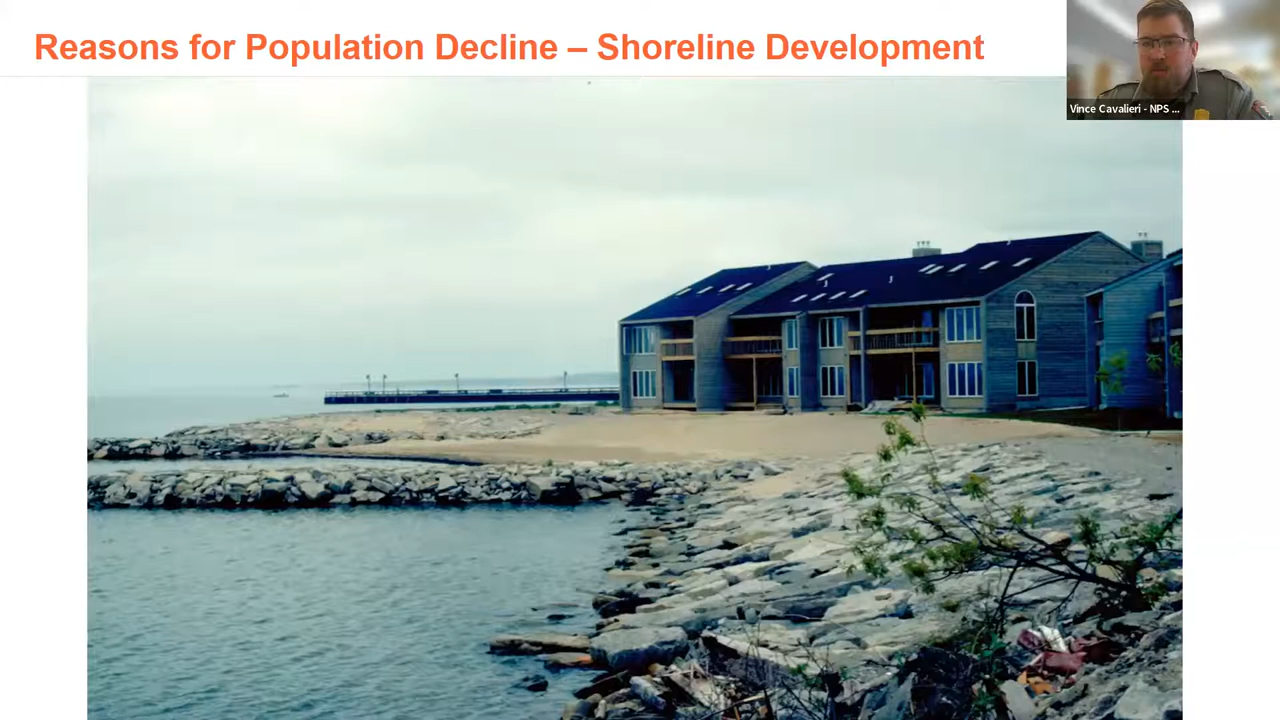 Reasons for Population Decline – Shoreline Development
Vince Cavalieri - NPS ...